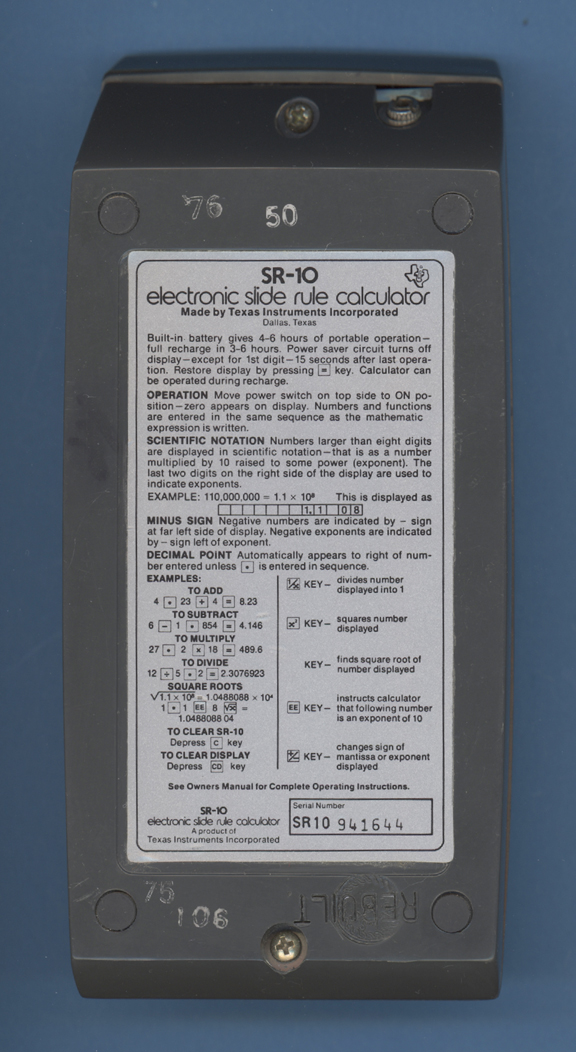 76 50
SR-10
electronic slide rule calculator
Made by Texas Instruments Incorporated
Dallas, Texas
Built-in battery gives 4-6 hours of portable operation—
full recharge in 3-6 hours. Power saver circuit turns off
display—except for 1st digit—15 seconds after last opera-
tion. Restore display by pressing = key. Calculator can
be operated during recharge.
OPERATION Move power switch on top side to ON po-
sition—zero appears on display. Numbers and functions
are entered in the same sequence as the mathematic
expression is written.
SCIENTIFIC NOTATION Numbers larger than eight digits
are displayed in scientific notation—that is as a number
multiplied by 10 raised to some power (exponent). The
last two digits on the right side of the display are used to
indicate exponents.
EXAMPLE: 110,000,000 = 1.1 × 10⁸ This is displayed as
1.1 08
MINUS SIGN Negative numbers are indicated by – sign
at far left side of display. Negative exponents are indicated
by – sign left of exponent.
DECIMAL POINT Automatically appears to right of num-
ber entered unless • is entered in sequence.
EXAMPLES:
TO ADD
4 • 23 + 4 = 8.23
TO SUBTRACT
6 − 1 • 854 = 4.146
TO MULTIPLY
27 • 2 × 18 = 489.6
TO DIVIDE
12 ÷ 5 • 2 = 2.3076923
SQUARE ROOTS
√1.1 × 10⁸ = 1.0488088 × 10⁴
1 • 1 EE 8 √x =
1.0488088 04
TO CLEAR SR-10
Depress C key
TO CLEAR DISPLAY
Depress CD key
1/x KEY— divides number
displayed into 1
x² KEY— squares number
displayed
KEY— finds square root of
number displayed
EE KEY— instructs calculator
that following number
is an exponent of 10
+/- KEY— changes sign of
mantissa or exponent
displayed
See Owners Manual for Complete Operating Instructions.
SR-10
electronic slide rule calculator
A product of
Texas Instruments Incorporated
Serial Number
SR10 941644
75
106
REBUILT